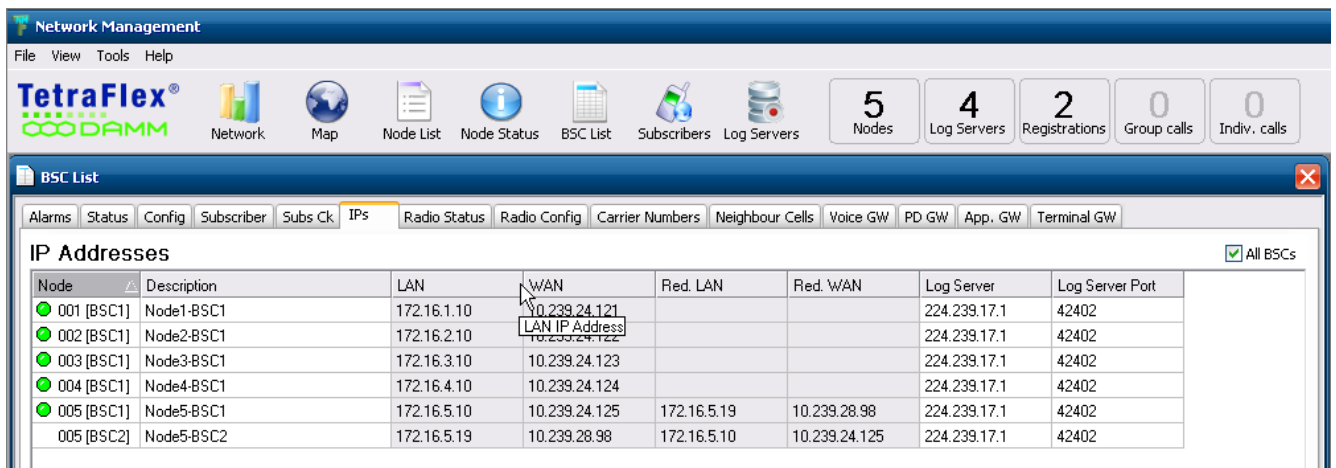 Network Management
File View Tools Help
TetraFlex®
DAMM
Network Map Node List Node Status BSC List Subscribers Log Servers
5 Nodes 4 Log Servers 2 Registrations 0 Group calls 0 Indiv. calls
BSC List
Alarms Status Config Subscriber Subs Ck IPs Radio Status Radio Config Carrier Numbers Neighbour Cells Voice GW PD GW App. GW Terminal GW
IP Addresses All BSCs
Node Description LAN WAN Red. LAN Red. WAN Log Server Log Server Port
001 [BSC1] Node1-BSC1 172.16.1.10 10.239.24.121 224.239.17.1 42402
LAN IP Address
002 [BSC1] Node2-BSC1 172.16.2.10 10.239.24.122 224.239.17.1 42402
003 [BSC1] Node3-BSC1 172.16.3.10 10.239.24.123 224.239.17.1 42402
004 [BSC1] Node4-BSC1 172.16.4.10 10.239.24.124 224.239.17.1 42402
005 [BSC1] Node5-BSC1 172.16.5.10 10.239.24.125 172.16.5.19 10.239.28.98 224.239.17.1 42402
005 [BSC2] Node5-BSC2 172.16.5.19 10.239.28.98 172.16.5.10 10.239.24.125 224.239.17.1 42402